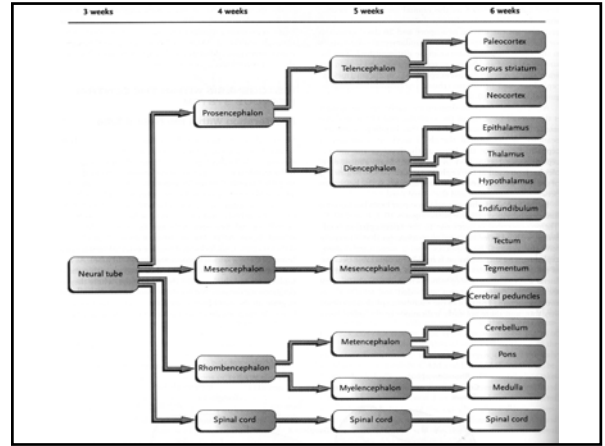 3 weeks 4 weeks 5 weeks 6 weeks
Paleocortex
Telencephalon
Corpus striatum
Neocortex
Prosencephalon
Epithalamus
Thalamus
Diencephalon
Hypothalamus
Indifundibulum
Tectum
Neural tube
Mesencephalon
Mesencephalon
Tegmentum
Cerebral peduncles
Cerebellum
Metencephalon
Pons
Rhombencephalon
Myelencephalon
Medulla
Spinal cord
Spinal cord
Spinal cord